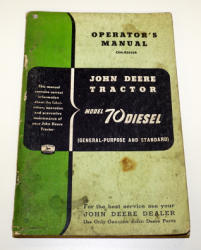 OPERATOR'S
MANUAL
JOHN DEERE
TRACTOR
MODEL 70 DIESEL
(GENERAL-PURPOSE AND STANDARD)
This manual
contains correct
information
about the
operation
and preventive
maintenance of
your John Deere
Tractor
For the best service see your
JOHN DEERE DEALER
Use Only Genuine John Deere Parts